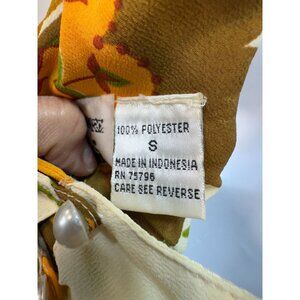 100% POLYESTER
S
MADE IN INDONESIA
RN 75796
CARE SEE REVERSE